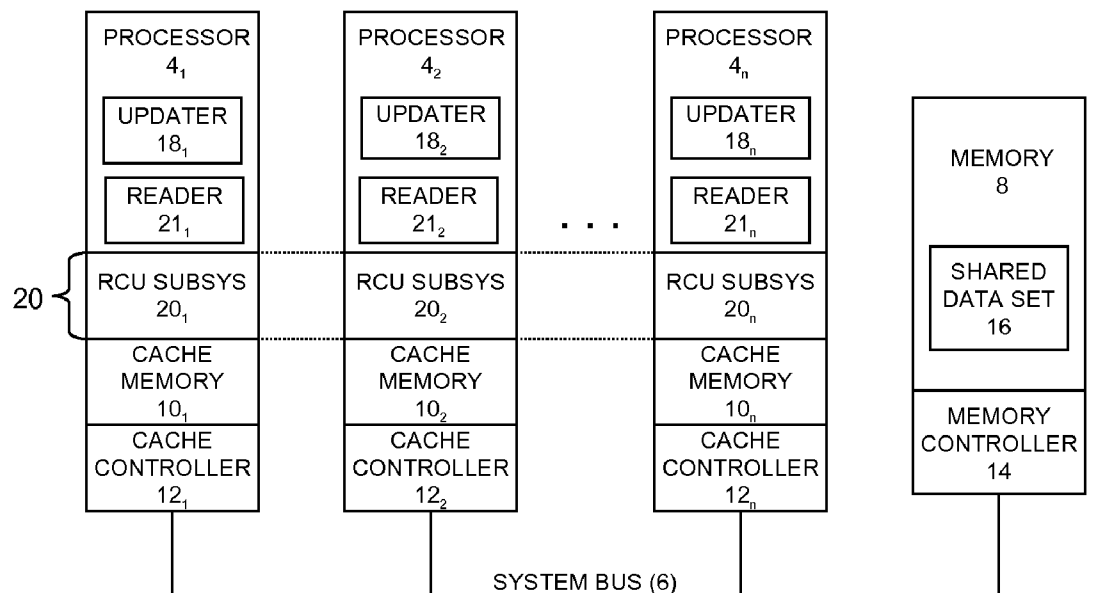 PROCESSOR
4₁
UPDATER
18₁
READER
21₁
RCU SUBSYS
20₁
CACHE
MEMORY
10₁
CACHE
CONTROLLER
12₁
PROCESSOR
4₂
UPDATER
18₂
READER
21₂
RCU SUBSYS
20₂
CACHE
MEMORY
10₂
CACHE
CONTROLLER
12₂
. . .
PROCESSOR
4ₙ
UPDATER
18ₙ
READER
21ₙ
RCU SUBSYS
20ₙ
CACHE
MEMORY
10ₙ
CACHE
CONTROLLER
12ₙ
MEMORY
8
SHARED
DATA SET
16
MEMORY
CONTROLLER
14
20
SYSTEM BUS (6)